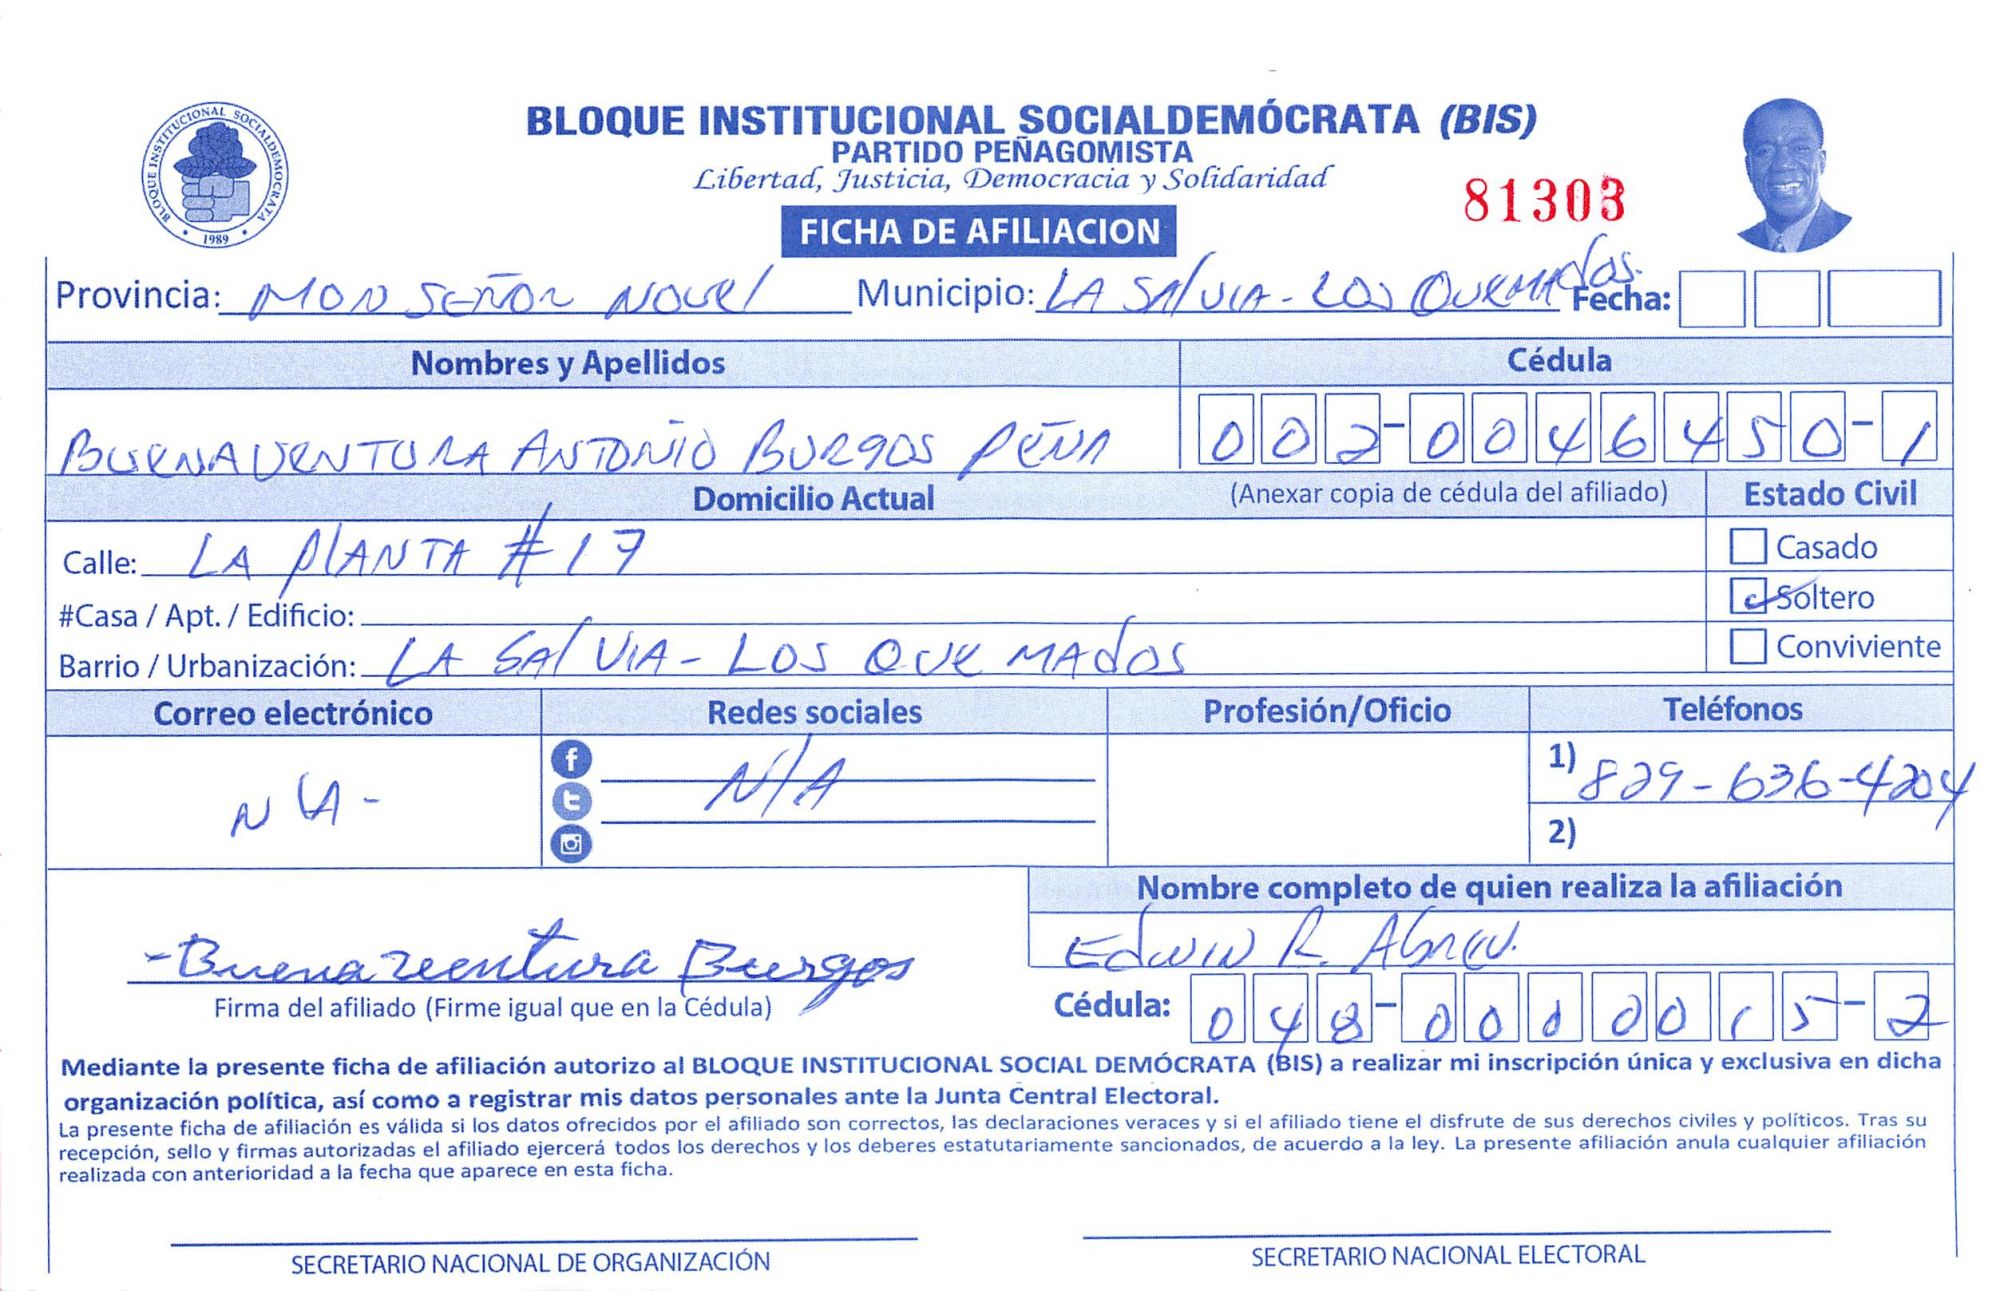 BLOQUE INSTITUCIONAL SOCIALDEMÓCRATA (BIS)
PARTIDO PEÑAGOMISTA
Libertad, Justicia, Democracia y Solidaridad
81303
FICHA DE AFILIACION
BLOQUE INSTITUCIONAL SOCIALDEMOCRATA
1989
Provincia: MONSEÑOR NOUEl Municipio: LA SAlVIA - LOS QUEMAdos. Fecha:
Nombres y Apellidos Cédula
BUENAVENTURA ANTONIO BURGOS PEÑA 002-0046450-1
Domicilio Actual (Anexar copia de cédula del afiliado) Estado Civil
Calle: LA PlANTA #17 Casado
#Casa / Apt. / Edificio: Soltero
Barrio / Urbanización: LA SAlVIA - LOS QUEMAdOS Conviviente
Correo electrónico Redes sociales Profesión/Oficio Teléfonos
N/A - N/A 1) 829-636-4204
2)
Nombre completo de quien realiza la afiliación
Edwin R. Abreu.
-Buenaventura Burgos
Firma del afiliado (Firme igual que en la Cédula) Cédula: 048-0000015-2
Mediante la presente ficha de afiliación autorizo al BLOQUE INSTITUCIONAL SOCIAL DEMÓCRATA (BIS) a realizar mi inscripción única y exclusiva en dicha
organización política, así como a registrar mis datos personales ante la Junta Central Electoral.
La presente ficha de afiliación es válida si los datos ofrecidos por el afiliado son correctos, las declaraciones veraces y si el afiliado tiene el disfrute de sus derechos civiles y políticos. Tras su
recepción, sello y firmas autorizadas el afiliado ejercerá todos los derechos y los deberes estatutariamente sancionados, de acuerdo a la ley. La presente afiliación anula cualquier afiliación
realizada con anterioridad a la fecha que aparece en esta ficha.
SECRETARIO NACIONAL DE ORGANIZACIÓN SECRETARIO NACIONAL ELECTORAL